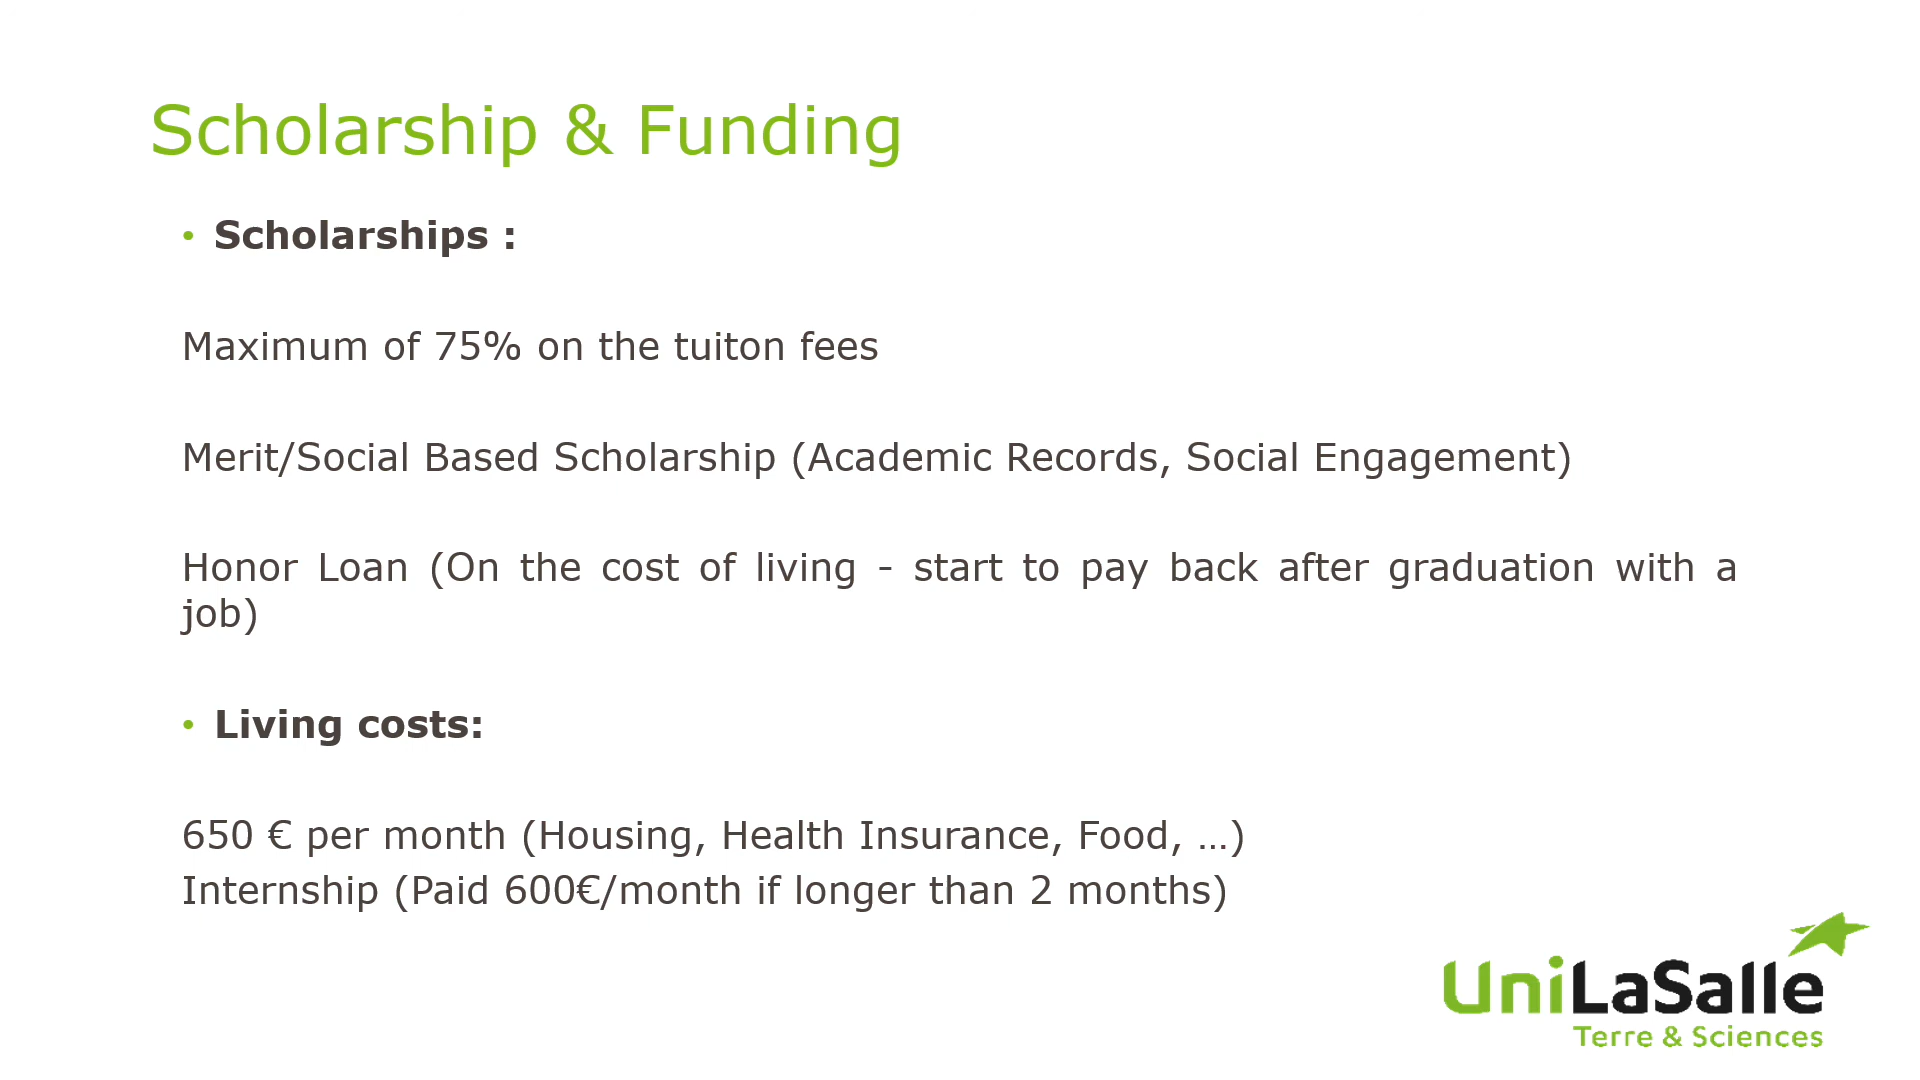 Scholarship & Funding
• Scholarships :
Maximum of 75% on the tuiton fees
Merit/Social Based Scholarship (Academic Records, Social Engagement)
Honor Loan (On the cost of living - start to pay back after graduation with a
job)
• Living costs:
650 € per month (Housing, Health Insurance, Food, …)
Internship (Paid 600€/month if longer than 2 months)
UniLaSalle
Terre & Sciences